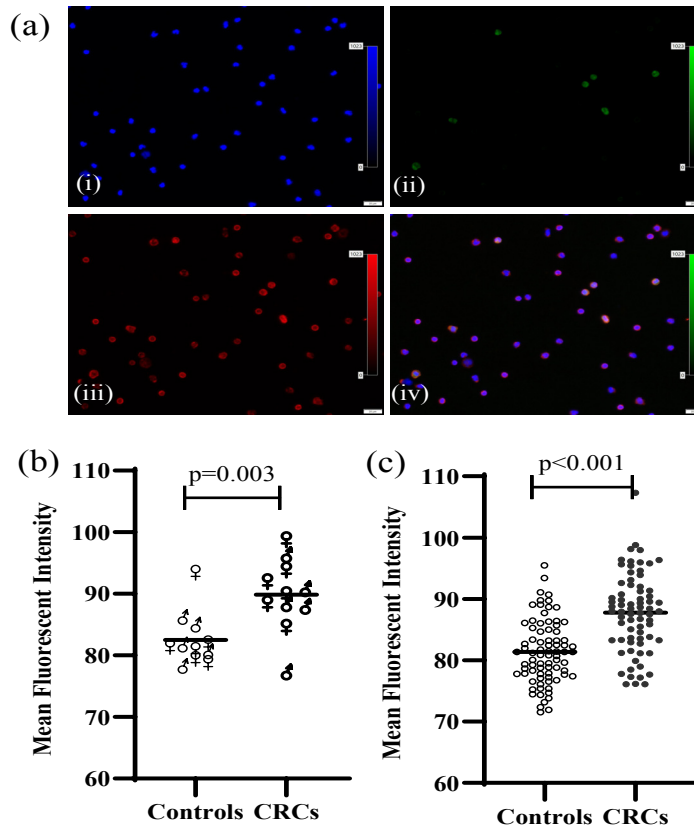 (a)
1023
0
(i)
1023
0
(ii)
1023
0
(iii)
0
(iv)
(b)
110
100
90
80
70
60
Mean Fluorescent Intensity
p=0.003
♀
♂
Controls CRCs
(c)
110
100
90
80
70
60
Mean Fluorescent Intensity
p<0.001
Controls CRCs